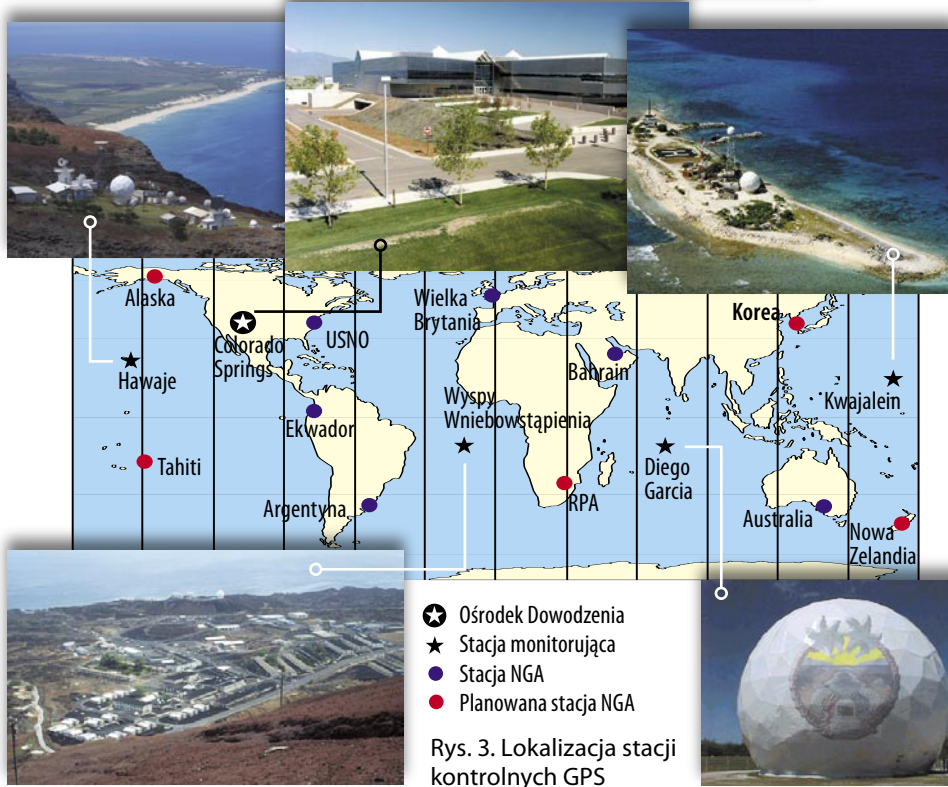 Alaska
Colorado
Springs
USNO
Wielka
Brytania
Korea
Hawaje
Bahrain
Kwajalein
Wyspy
Wniebowstąpienia
Ekwador
Tahiti
Diego
Garcia
RPA
Argentyna
Australia
Nowa
Zelandia
Ośrodek Dowodzenia
Stacja monitorująca
Stacja NGA
Planowana stacja NGA
Rys. 3. Lokalizacja stacji
kontrolnych GPS